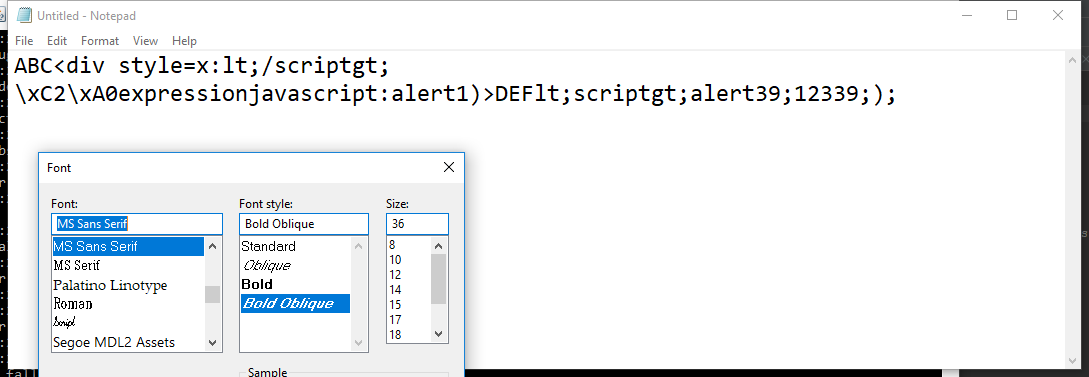 Untitled - Notepad
File Edit Format View Help
ABC<div style=x:lt;/scriptgt;
\xC2\xA0expressionjavascript:alert1)>DEFlt;scriptgt;alert39;12339;);
Font
Font: Font style: Size:
MS Sans Serif Bold Oblique 36
MS Sans Serif Standard 8
MS Serif Oblique 10
Palatino Linotype Bold 12
Roman Bold Oblique 14
Script 15
Segoe MDL2 Assets 17
18
Sample